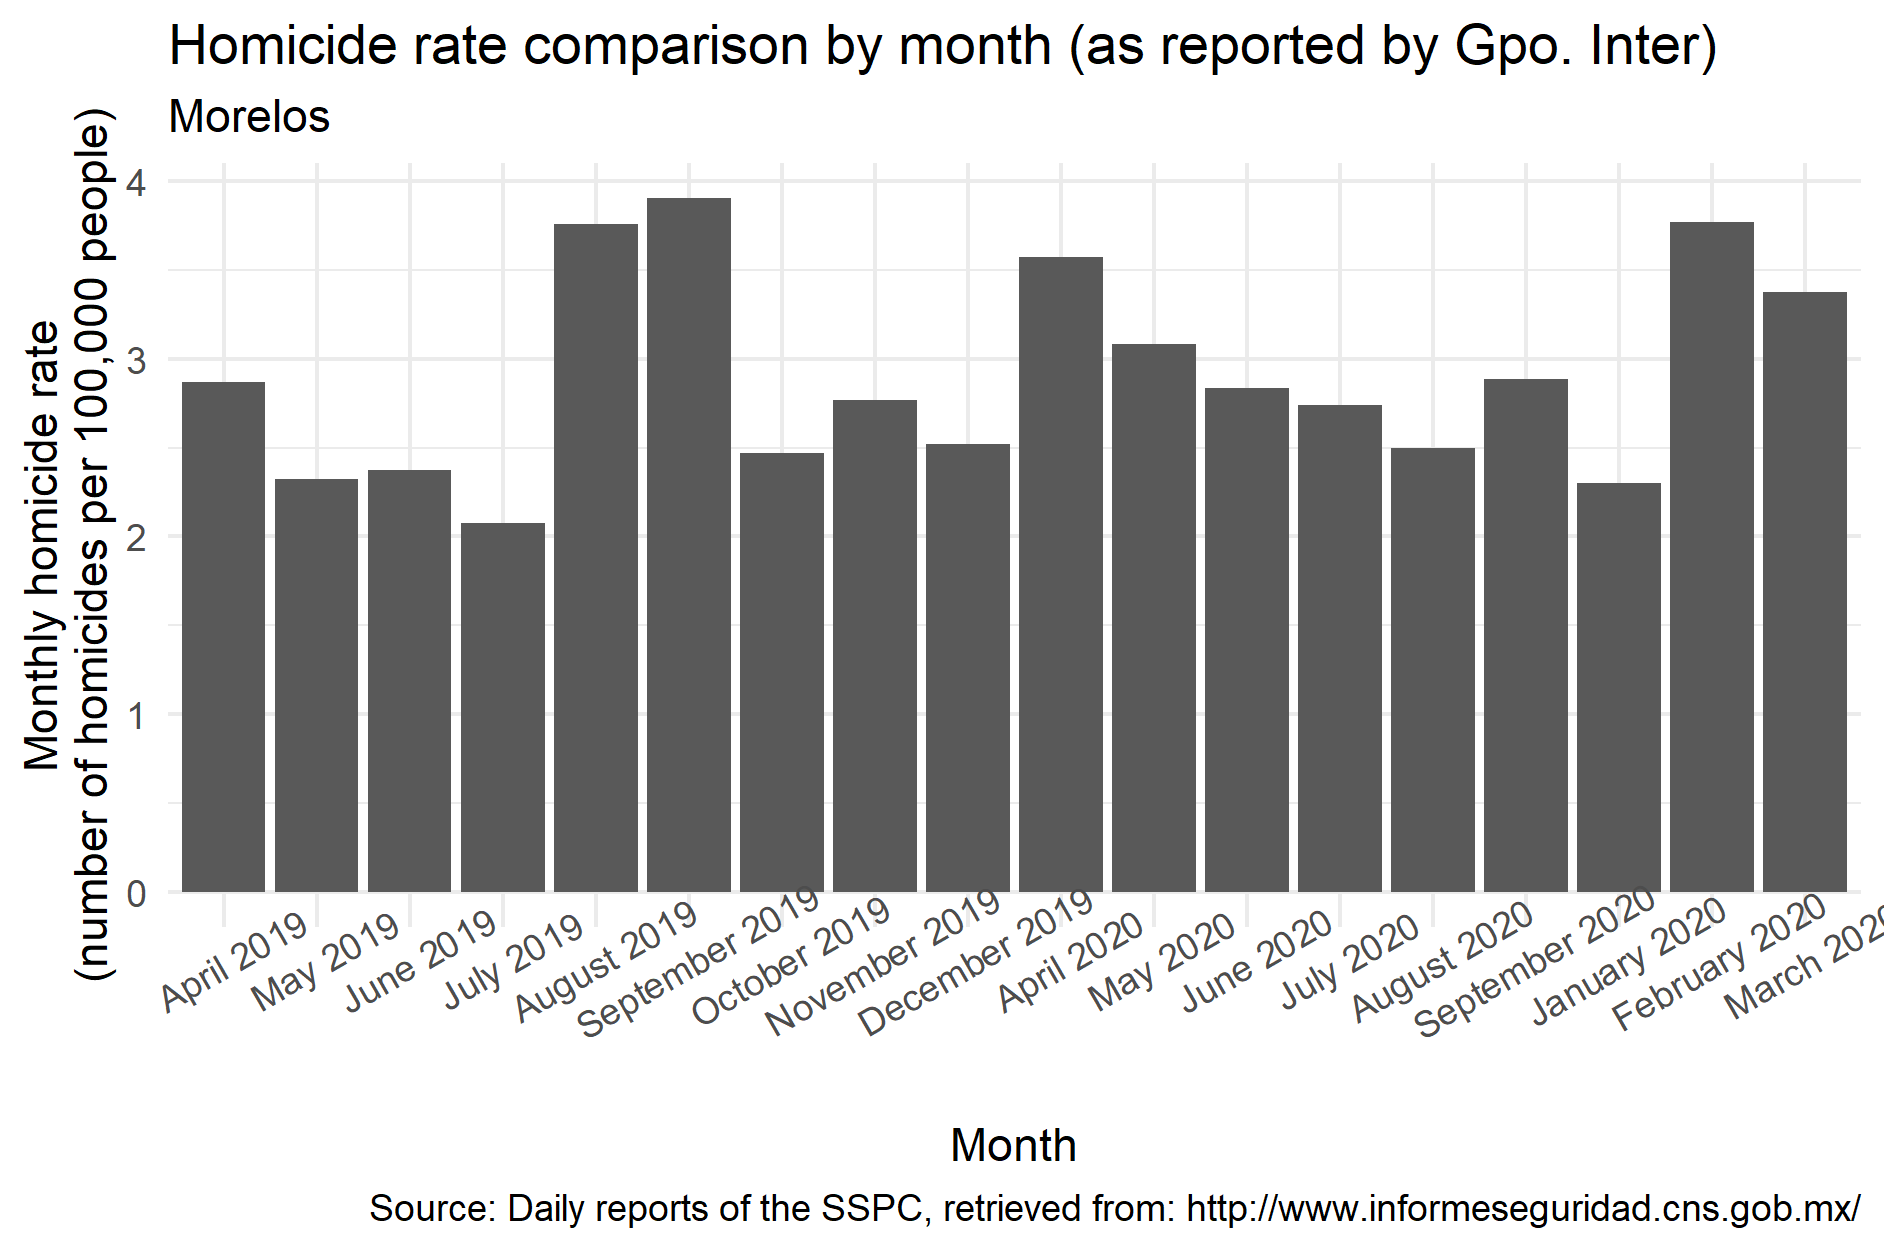 Homicide rate comparison by month (as reported by Gpo. Inter)
Morelos
Monthly homicide rate
(number of homicides per 100,000 people)
4
3
2
1
0
April 2019
May 2019
June 2019
July 2019
August 2019
September 2019
October 2019
November 2019
December 2019
April 2020
May 2020
June 2020
July 2020
August 2020
September 2020
January 2020
February 2020
March 2020
Month
Source: Daily reports of the SSPC, retrieved from: http://www.informeseguridad.cns.gob.mx/